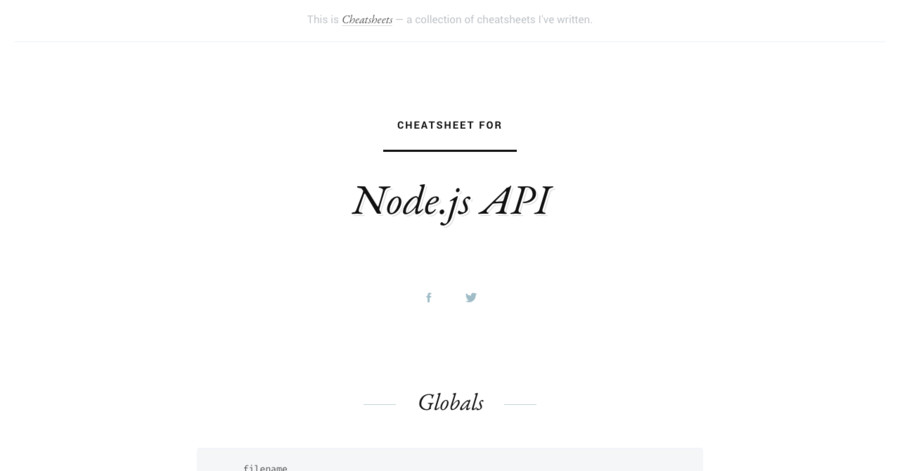 This is Cheatsheets — a collection of cheatsheets I've written.
CHEATSHEET FOR
Node.js API
Globals
filename